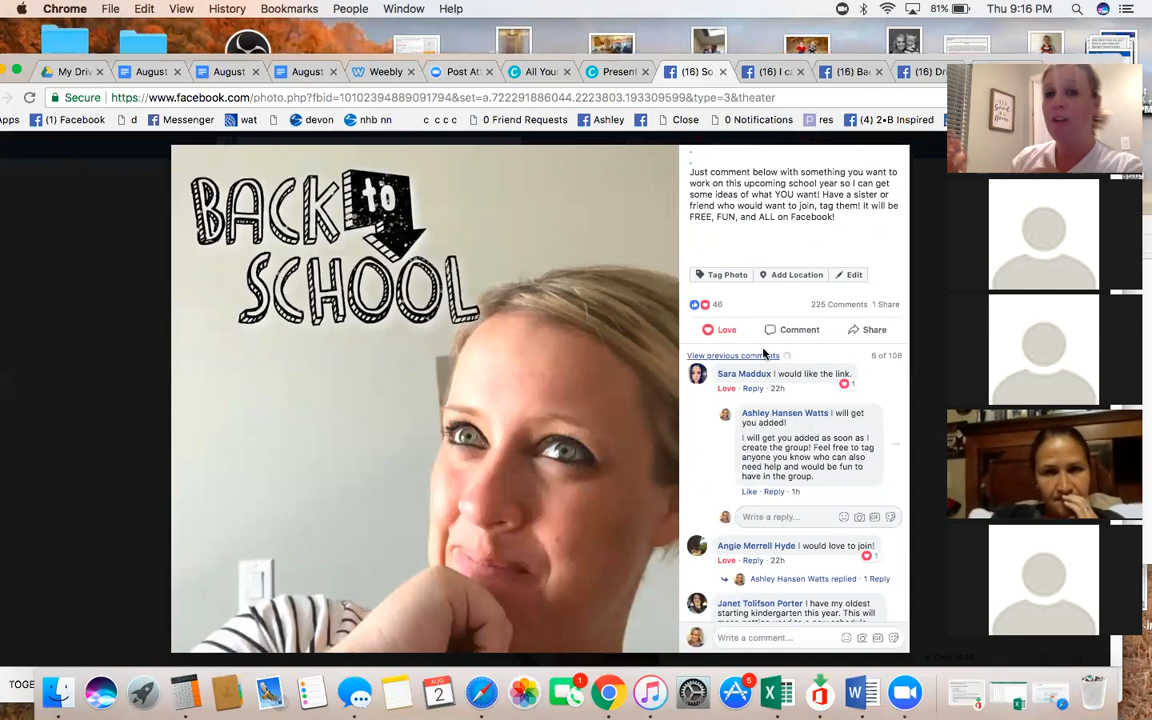 Chrome File Edit View History Bookmarks People Window Help 81% Thu 9:16 PM
My Driv August August August Weebly Post Att All You Present (16) So (16) I ca (16) Bac (16) Dr
Secure https://www.facebook.com/photo.php?fbid=10102394889091794&set=a.722291886044.2223803.193309599&type=3&theater
Apps (1) Facebook d Messenger wat devon nhb nn c c c c 0 Friend Requests Ashley Close 0 Notifications res (4) 2•B Inspired
BACK to
SCHOOL
Just comment below with something you want to
work on this upcoming school year so I can get
some ideas of what YOU want! Have a sister or
friend who would want to join, tag them! It will be
FREE, FUN, and ALL on Facebook!
Tag Photo Add Location Edit
46 225 Comments 1 Share
Love Comment Share
View previous comments 6 of 108
Sara Maddux I would like the link.
1
Love · Reply · 22h
Ashley Hansen Watts I will get
you added!
I will get you added as soon as I
create the group! Feel free to tag
anyone you know who can also
need help and would be fun to
have in the group.
Like · Reply · 1h
Write a reply...
Angie Merrell Hyde I would love to join!
1
Love · Reply · 22h
Ashley Hansen Watts replied · 1 Reply
Janet Tolifson Porter I have my oldest
starting kindergarten this year. This will
Write a comment...
TOGE
AUG
2
1
5